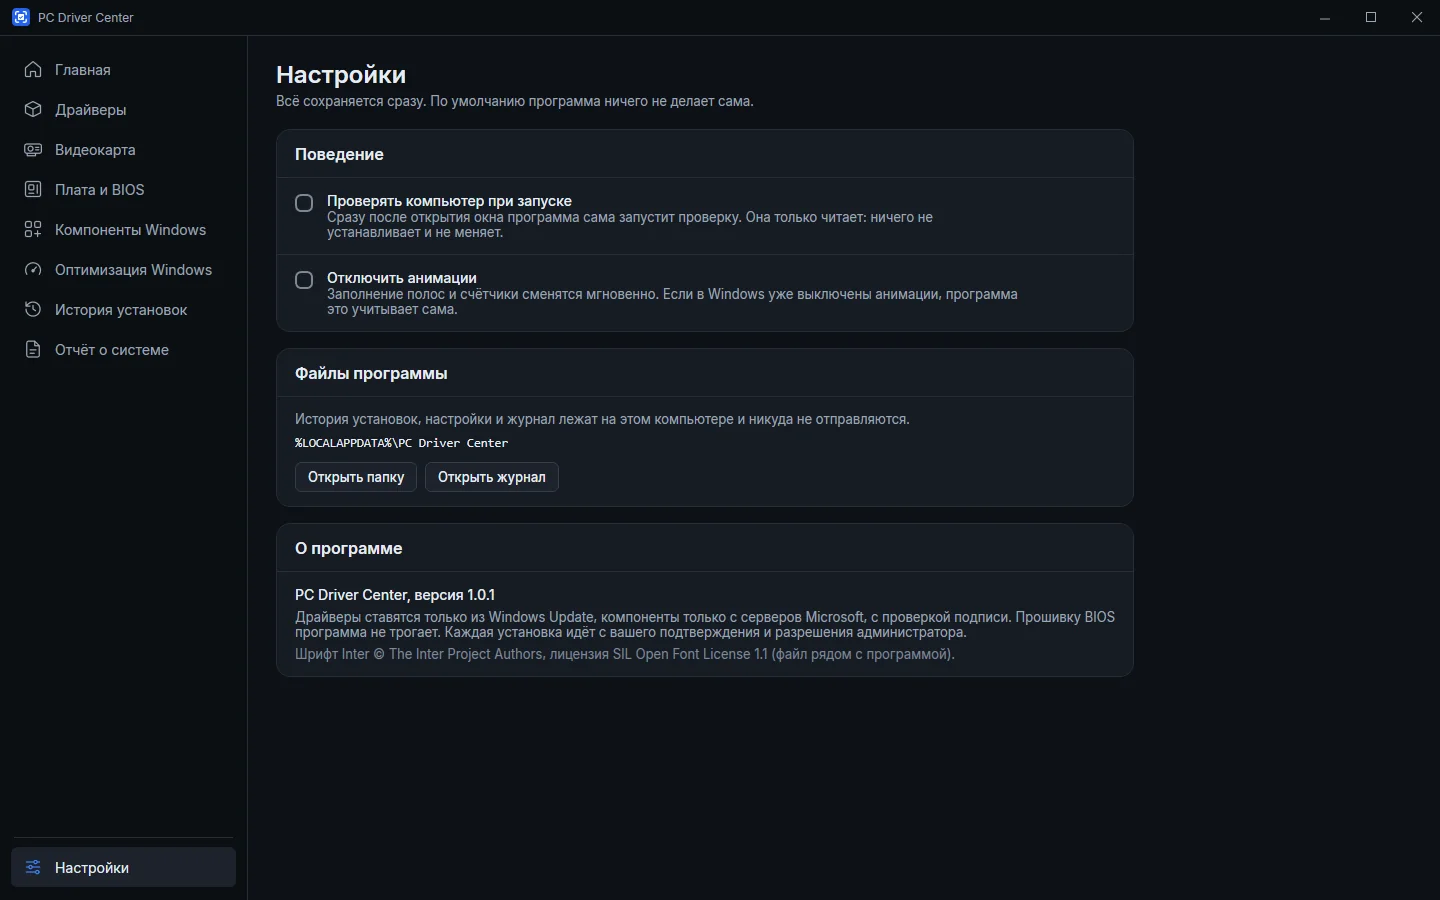 PC Driver Center
Главная
Драйверы
Видеокарта
Плата и BIOS
Компоненты Windows
Оптимизация Windows
История установок
Отчёт о системе
Настройки
Настройки
Всё сохраняется сразу. По умолчанию программа ничего не делает сама.
Поведение
Проверять компьютер при запуске
Сразу после открытия окна программа сама запустит проверку. Она только читает: ничего не
устанавливает и не меняет.
Отключить анимации
Заполнение полос и счётчики сменятся мгновенно. Если в Windows уже выключены анимации, программа
это учитывает сама.
Файлы программы
История установок, настройки и журнал лежат на этом компьютере и никуда не отправляются.
%LOCALAPPDATA%\PC Driver Center
Открыть папку
Открыть журнал
О программе
PC Driver Center, версия 1.0.1
Драйверы ставятся только из Windows Update, компоненты только с серверов Microsoft, с проверкой подписи. Прошивку BIOS
программа не трогает. Каждая установка идёт с вашего подтверждения и разрешения администратора.
Шрифт Inter © The Inter Project Authors, лицензия SIL Open Font License 1.1 (файл рядом с программой).